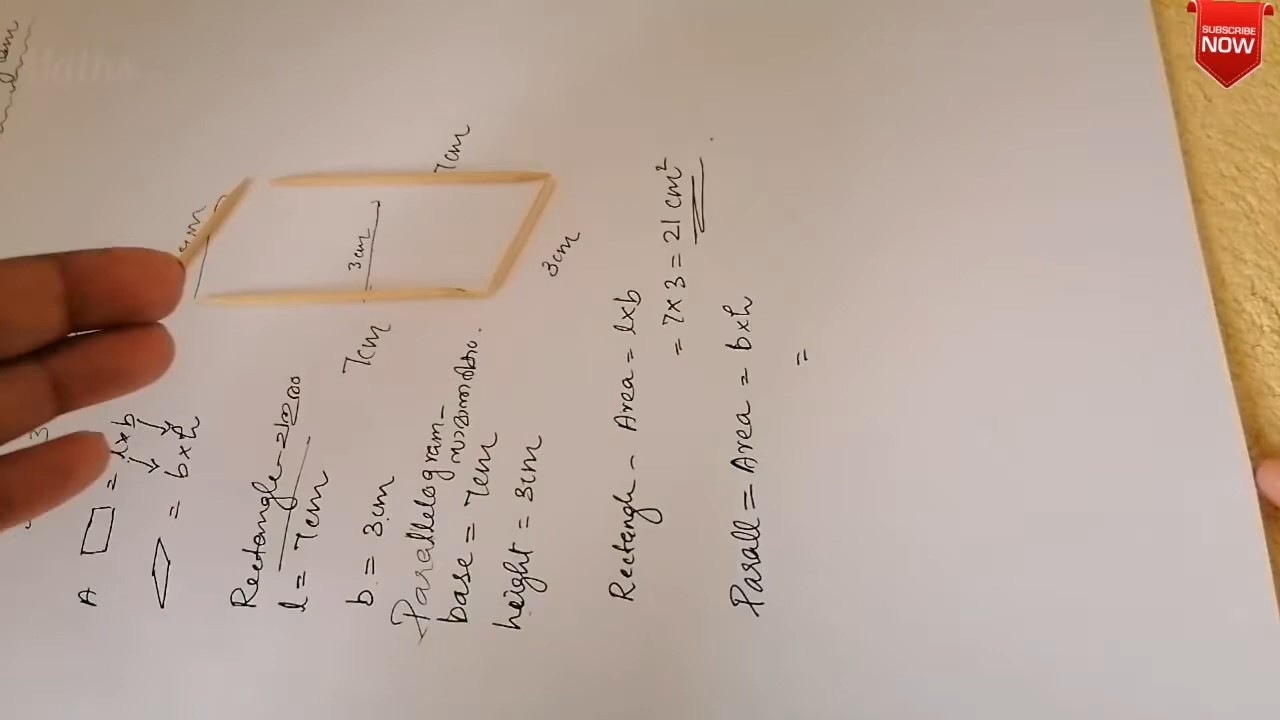 SUBSCRIBE
NOW
7cm
3cm
3cm
7cm
A = l×b
= b×h
Rectangle -
l = 7cm
b = 3cm
Parallelogram -
base = 7cm
height = 3cm
Rectangle - Area = l×b
= 7×3 = 21 cm²
Parall = Area = b×h
=